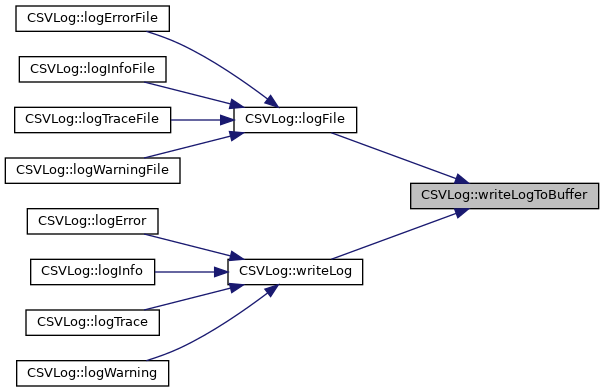 CSVLog::logErrorFile
CSVLog::logInfoFile
CSVLog::logTraceFile
CSVLog::logFile
CSVLog::logWarningFile
CSVLog::writeLogToBuffer
CSVLog::logError
CSVLog::logInfo
CSVLog::writeLog
CSVLog::logTrace
CSVLog::logWarning